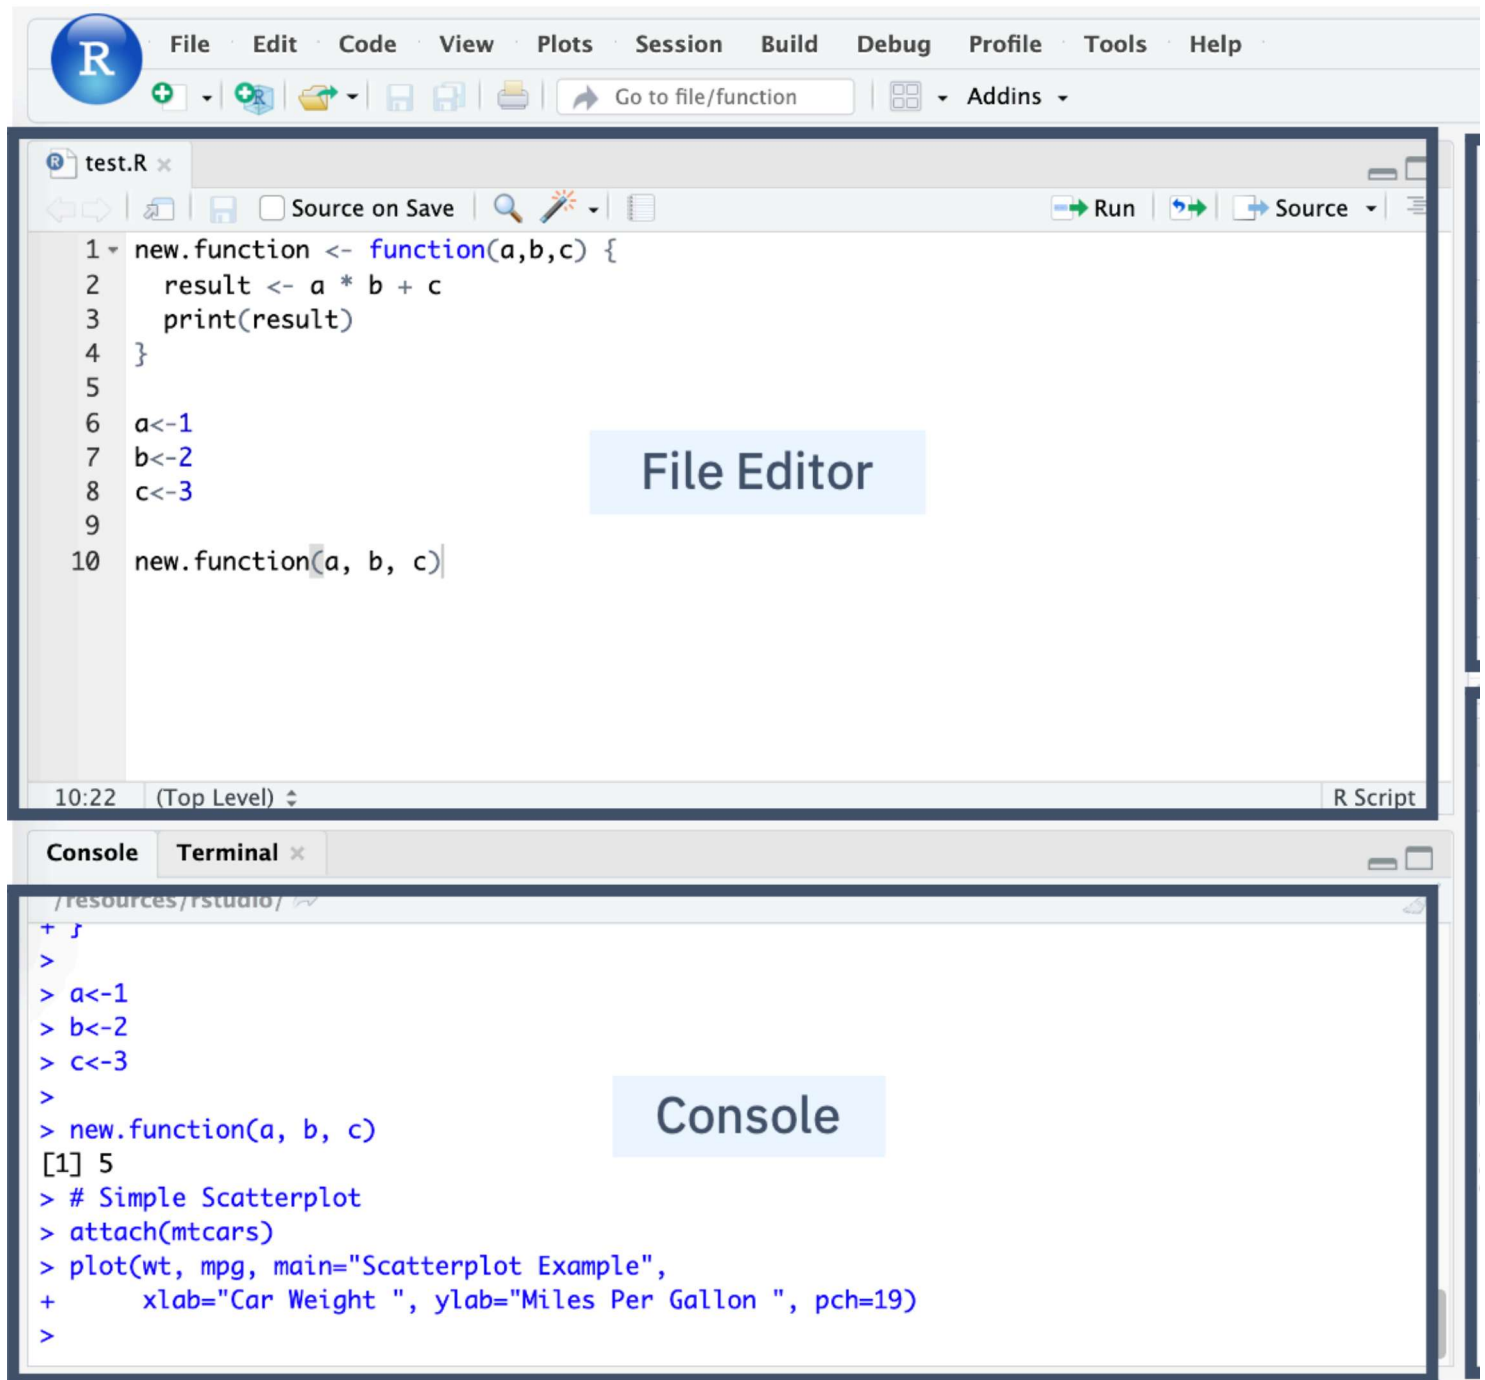 R File Edit Code View Plots Session Build Debug Profile Tools Help
R Go to file/function Addins
R test.R
Source on Save Run Source
1 new.function <- function(a,b,c) {
2 result <- a * b + c
3 print(result)
4 }
5
6 a<-1
7 b<-2
8 c<-3
9
10 new.function(a, b, c)
File Editor
10:22 (Top Level) R Script
Console Terminal
/resources/rstudio/
+ }
>
> a<-1
> b<-2
> c<-3
>
> new.function(a, b, c)
[1] 5
> # Simple Scatterplot
> attach(mtcars)
> plot(wt, mpg, main="Scatterplot Example",
+ xlab="Car Weight ", ylab="Miles Per Gallon ", pch=19)
>
Console